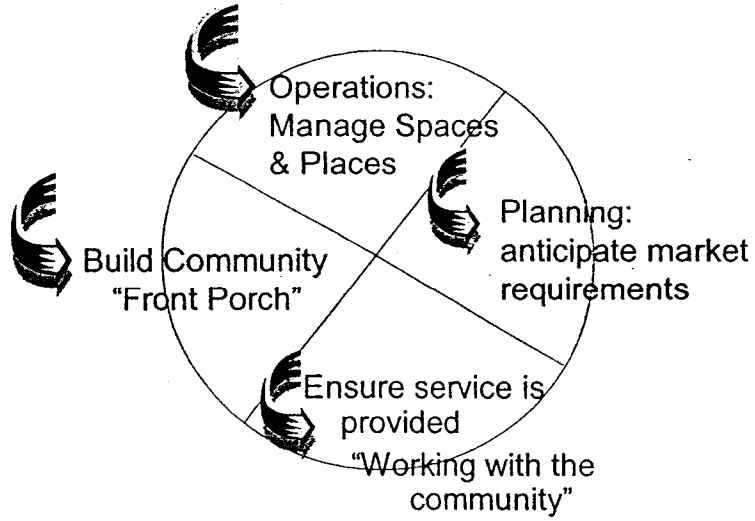 Operations:
Manage Spaces
& Places
Planning:
anticipate market
requirements
Build Community
“Front Porch”
Ensure service is
provided
“Working with the
community”